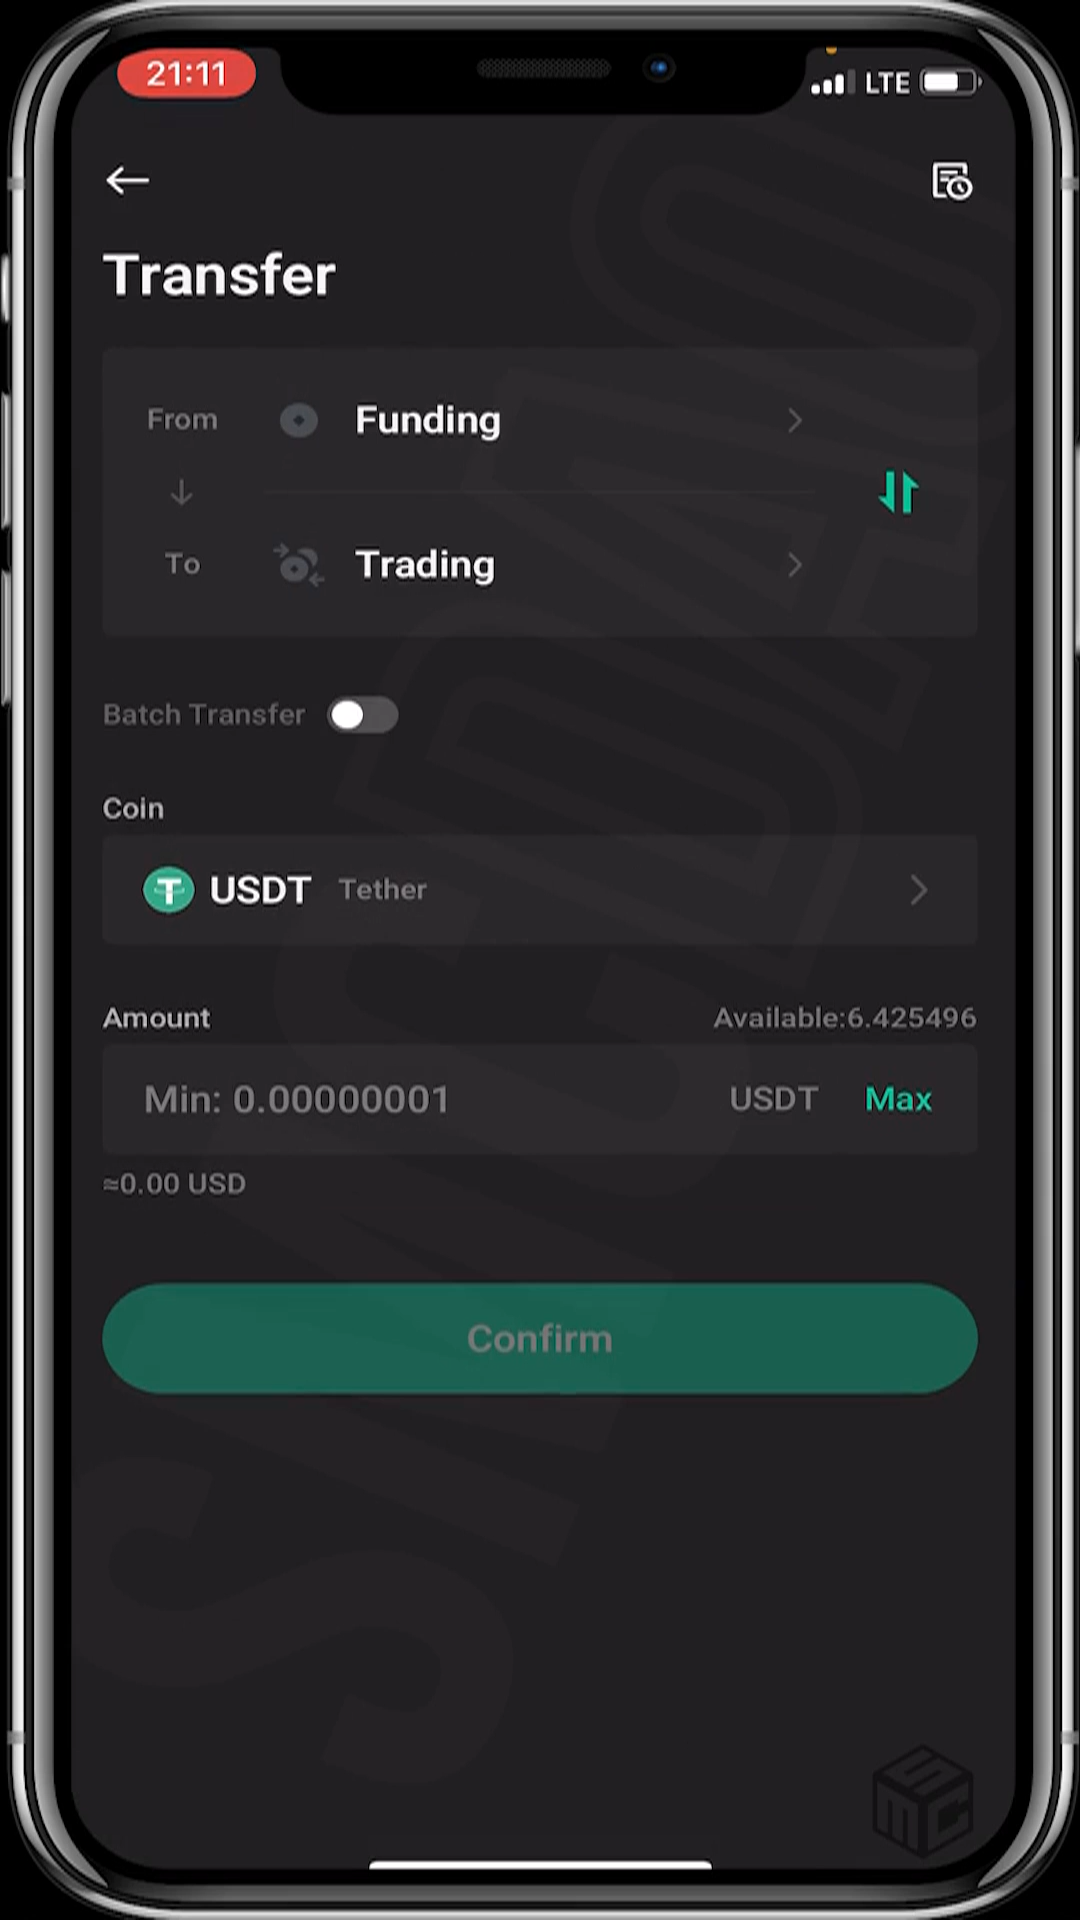 21:11
LTE
Transfer
From Funding
To Trading
Batch Transfer
Coin
USDT Tether
Amount Available:6.425496
Min: 0.00000001 USDT Max
≈0.00 USD
Confirm
SMC